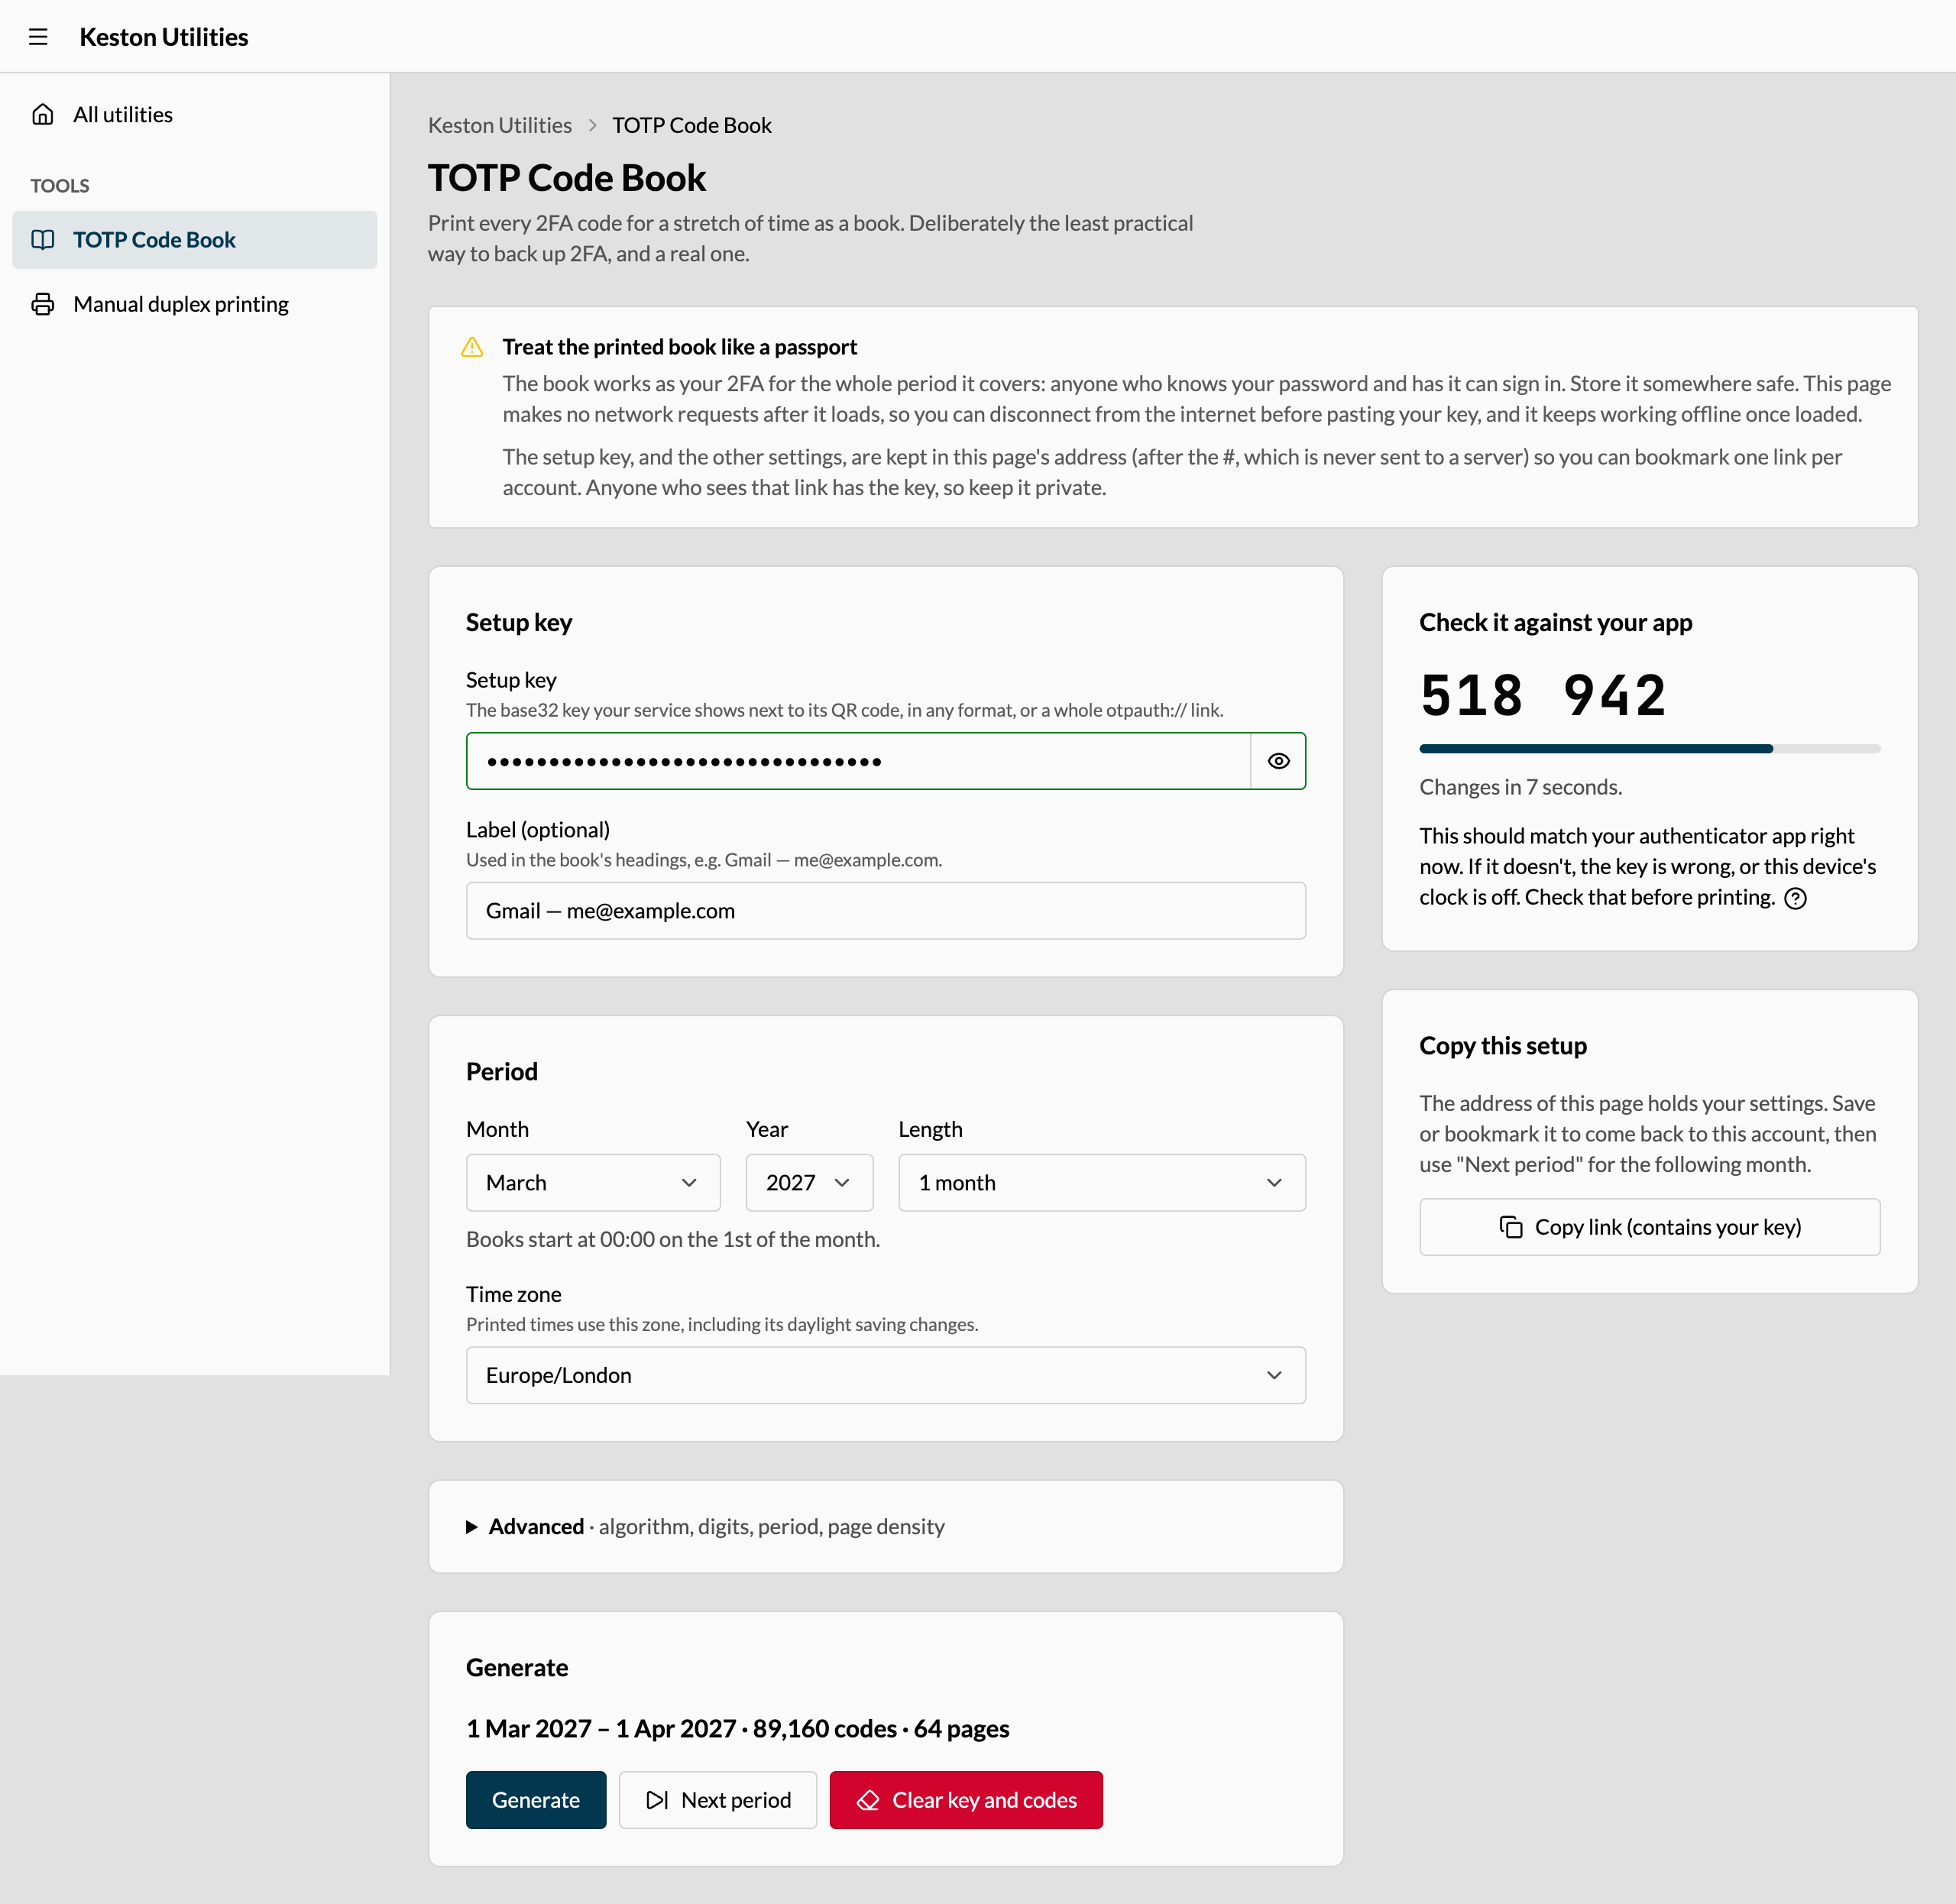 Keston Utilities
All utilities
TOOLS
TOTP Code Book
Manual duplex printing
Keston Utilities > TOTP Code Book
TOTP Code Book
Print every 2FA code for a stretch of time as a book. Deliberately the least practical
way to back up 2FA, and a real one.
Treat the printed book like a passport
The book works as your 2FA for the whole period it covers: anyone who knows your password and has it can sign in. Store it somewhere safe. This page
makes no network requests after it loads, so you can disconnect from the internet before pasting your key, and it keeps working offline once loaded.
The setup key, and the other settings, are kept in this page's address (after the #, which is never sent to a server) so you can bookmark one link per
account. Anyone who sees that link has the key, so keep it private.
Setup key
Setup key
The base32 key your service shows next to its QR code, in any format, or a whole otpauth:// link.
••••••••••••••••••••••••••••••••
Label (optional)
Used in the book's headings, e.g. Gmail — me@example.com.
Gmail — me@example.com
Period
Month
Year
Length
March
2027
1 month
Books start at 00:00 on the 1st of the month.
Time zone
Printed times use this zone, including its daylight saving changes.
Europe/London
Advanced · algorithm, digits, period, page density
Generate
1 Mar 2027 – 1 Apr 2027 · 89,160 codes · 64 pages
Generate
Next period
Clear key and codes
Check it against your app
518 942
Changes in 7 seconds.
This should match your authenticator app right
now. If it doesn't, the key is wrong, or this device's
clock is off. Check that before printing.
Copy this setup
The address of this page holds your settings. Save
or bookmark it to come back to this account, then
use "Next period" for the following month.
Copy link (contains your key)